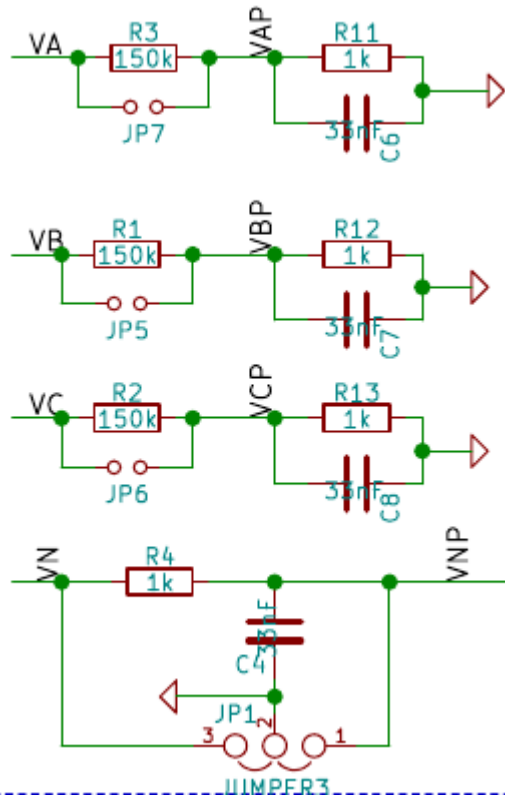 VA
R3
150k
JP7
VAP
R11
1k
33nF
C6
VB
R1
150k
JP5
VBP
R12
1k
33nF
C7
VC
R2
150k
JP6
VCP
R13
1k
33nF
C8
VN
R4
1k
VNP
33nF
C4
JP1
2
3
1
JUMPER3